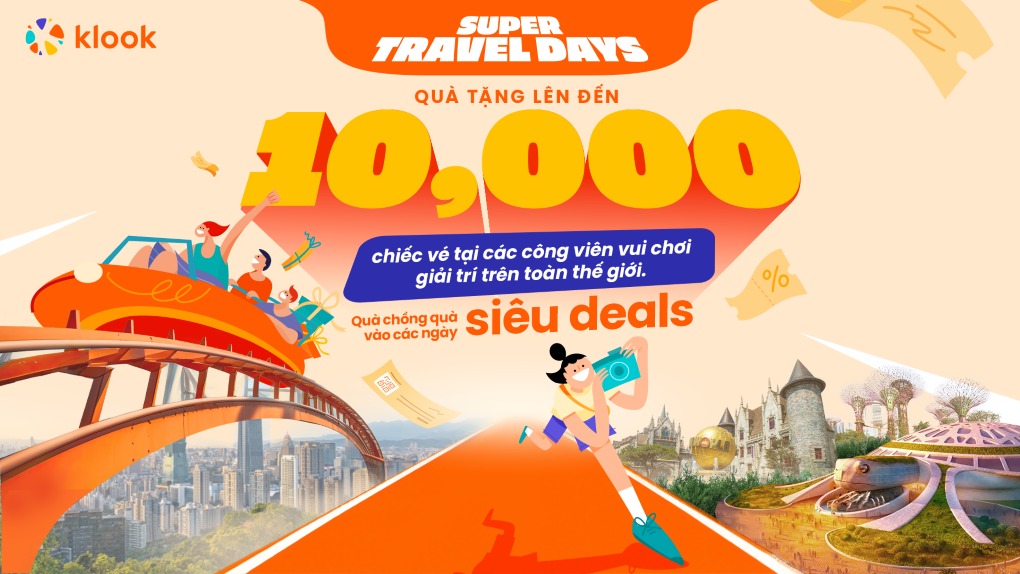 klook
SUPER
TRAVEL DAYS
QUÀ TẶNG LÊN ĐẾN
10,000
chiếc vé tại các công viên vui chơi
giải trí trên toàn thế giới.
Quà chồng quà
vào các ngày
siêu deals
%